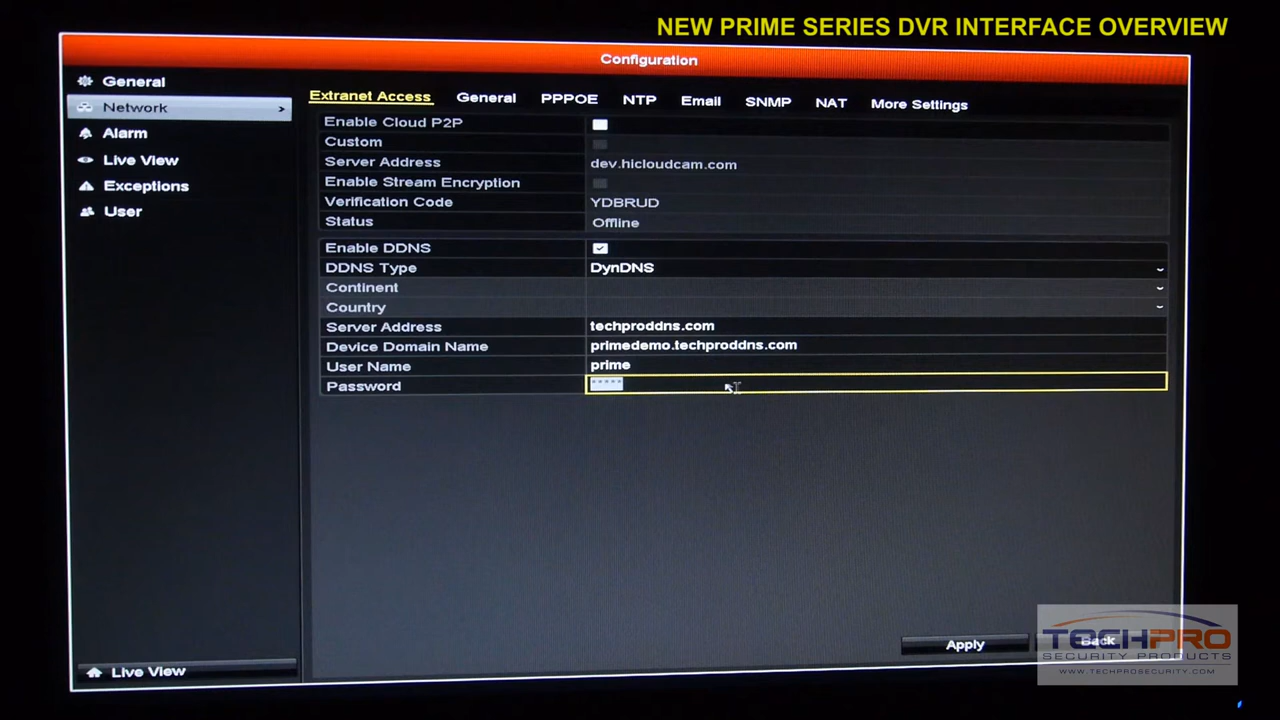 NEW PRIME SERIES DVR INTERFACE OVERVIEW
Configuration
General
Network >
Alarm
Live View
Exceptions
User
Live View
Extranet Access General PPPOE NTP Email SNMP NAT More Settings
Enable Cloud P2P
Custom
Server Address dev.hicloudcam.com
Enable Stream Encryption
Verification Code YDBRUD
Status Offline
Enable DDNS
DDNS Type DynDNS
Continent
Country
Server Address techproddns.com
Device Domain Name primedemo.techproddns.com
User Name prime
Password *****
Apply Back
TECHPRO
SECURITY PRODUCTS
WWW.TECHPROSECURITY.COM